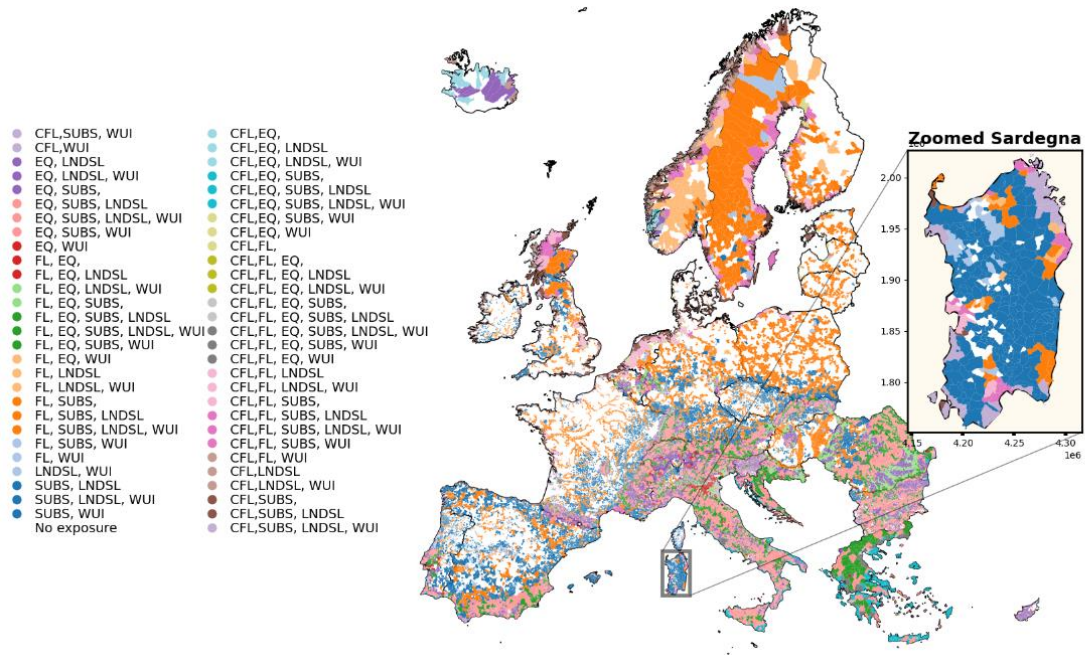 CFL,SUBS, WUI
CFL,WUI
EQ, LNDSL
EQ, LNDSL, WUI
EQ, SUBS,
EQ, SUBS, LNDSL
EQ, SUBS, LNDSL, WUI
EQ, SUBS, WUI
EQ, WUI
FL, EQ,
FL, EQ, LNDSL
FL, EQ, LNDSL, WUI
FL, EQ, SUBS,
FL, EQ, SUBS, LNDSL
FL, EQ, SUBS, LNDSL, WUI
FL, EQ, SUBS, WUI
FL, EQ, WUI
FL, LNDSL
FL, LNDSL, WUI
FL, SUBS,
FL, SUBS, LNDSL
FL, SUBS, LNDSL, WUI
FL, SUBS, WUI
FL, WUI
LNDSL, WUI
SUBS, LNDSL
SUBS, LNDSL, WUI
SUBS, WUI
No exposure
CFL,EQ,
CFL,EQ, LNDSL
CFL,EQ, LNDSL, WUI
CFL,EQ, SUBS,
CFL,EQ, SUBS, LNDSL
CFL,EQ, SUBS, LNDSL, WUI
CFL,EQ, SUBS, WUI
CFL,EQ, WUI
CFL,FL,
CFL,FL, EQ,
CFL,FL, EQ, LNDSL
CFL,FL, EQ, LNDSL, WUI
CFL,FL, EQ, SUBS,
CFL,FL, EQ, SUBS, LNDSL
CFL,FL, EQ, SUBS, LNDSL, WUI
CFL,FL, EQ, SUBS, WUI
CFL,FL, EQ, WUI
CFL,FL, LNDSL
CFL,FL, LNDSL, WUI
CFL,FL, SUBS,
CFL,FL, SUBS, LNDSL
CFL,FL, SUBS, LNDSL, WUI
CFL,FL, SUBS, WUI
CFL,FL, WUI
CFL,LNDSL
CFL,LNDSL, WUI
CFL,SUBS,
CFL,SUBS, LNDSL
CFL,SUBS, LNDSL, WUI
Zoomed Sardegna
2.00
1.95
1.90
1.85
1.80
4.15
4.20
4.25
4.30
1e6